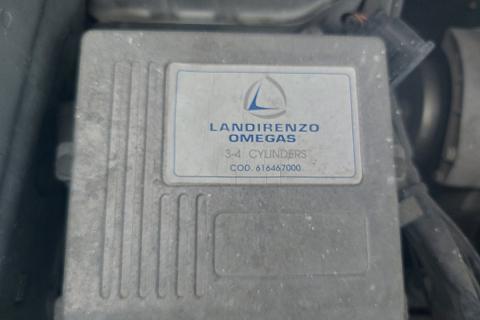 LANDIRENZO
OMEGAS
3-4 CYLINDERS
COD. 616467000